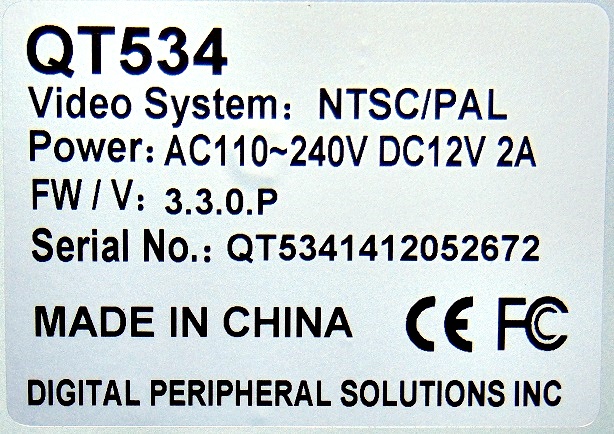 QT534
Video System: NTSC/PAL
Power: AC110~240V DC12V 2A
FW / V: 3.3.0.P
Serial No.: QT5341412052672
MADE IN CHINA CE FC
DIGITAL PERIPHERAL SOLUTIONS INC